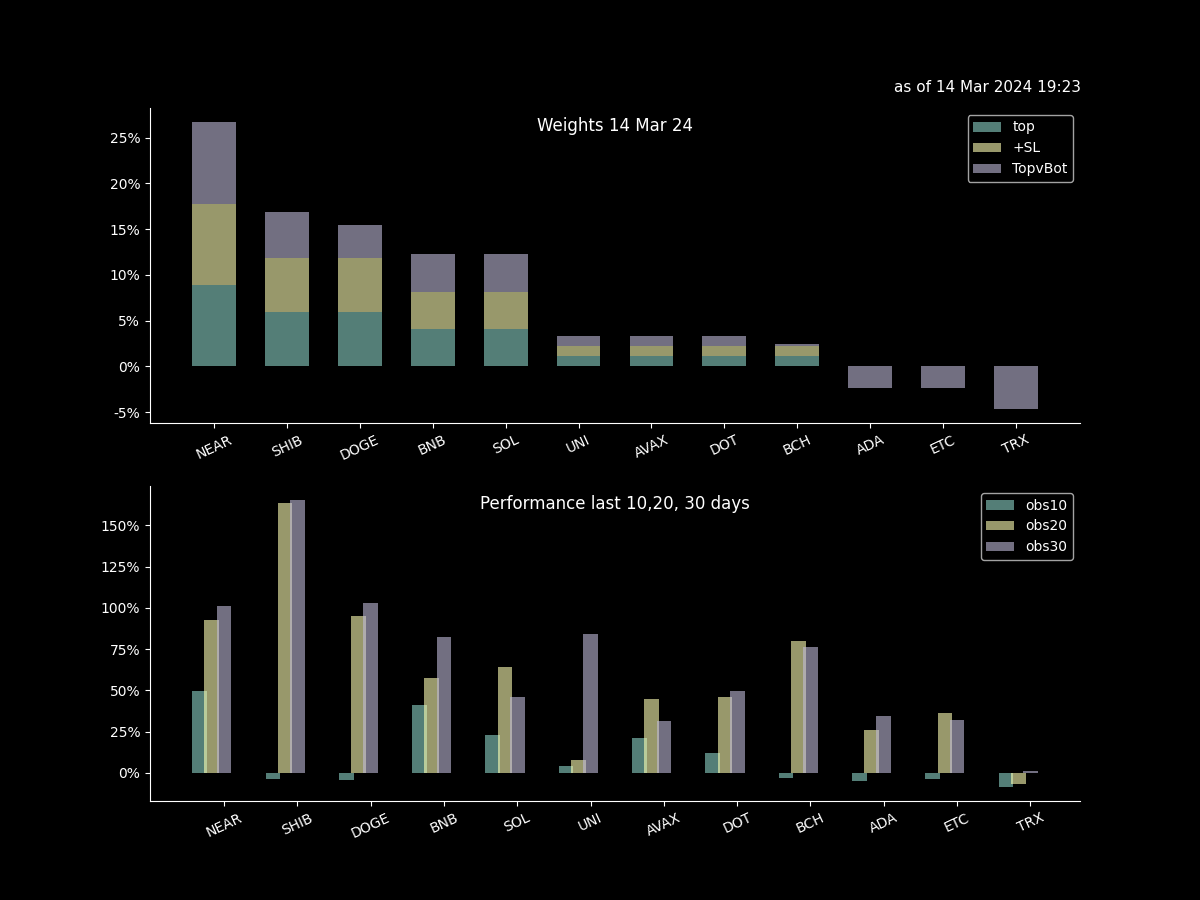 as of 14 Mar 2024 19:23
Weights 14 Mar 24
top
+SL
TopvBot
25%
20%
15%
10%
5%
0%
-5%
NEAR SHIB DOGE BNB SOL UNI AVAX DOT BCH ADA ETC TRX
Performance last 10,20, 30 days
obs10
obs20
obs30
150%
125%
100%
75%
50%
25%
0%
NEAR SHIB DOGE BNB SOL UNI AVAX DOT BCH ADA ETC TRX